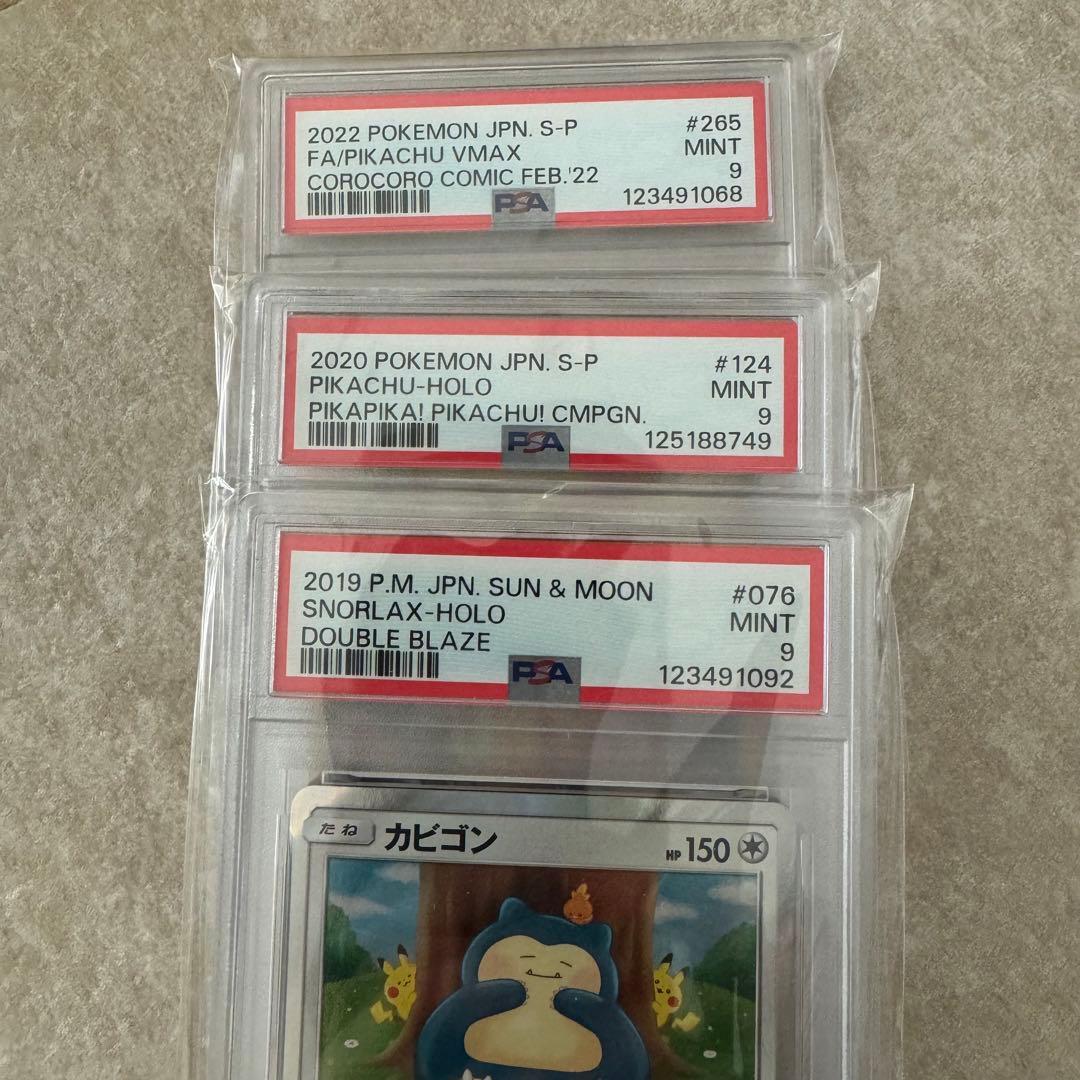 2022 POKEMON JPN. S-P #265
FA/PIKACHU VMAX MINT
COROCORO COMIC FEB.'22 9
PSA 123491068
2020 POKEMON JPN. S-P #124
PIKACHU-HOLO MINT
PIKAPIKA! PIKACHU! CMPGN. 9
PSA 125188749
2019 P.M. JPN. SUN & MOON #076
SNORLAX-HOLO MINT
DOUBLE BLAZE 9
PSA 123491092
たね カビゴン HP 150